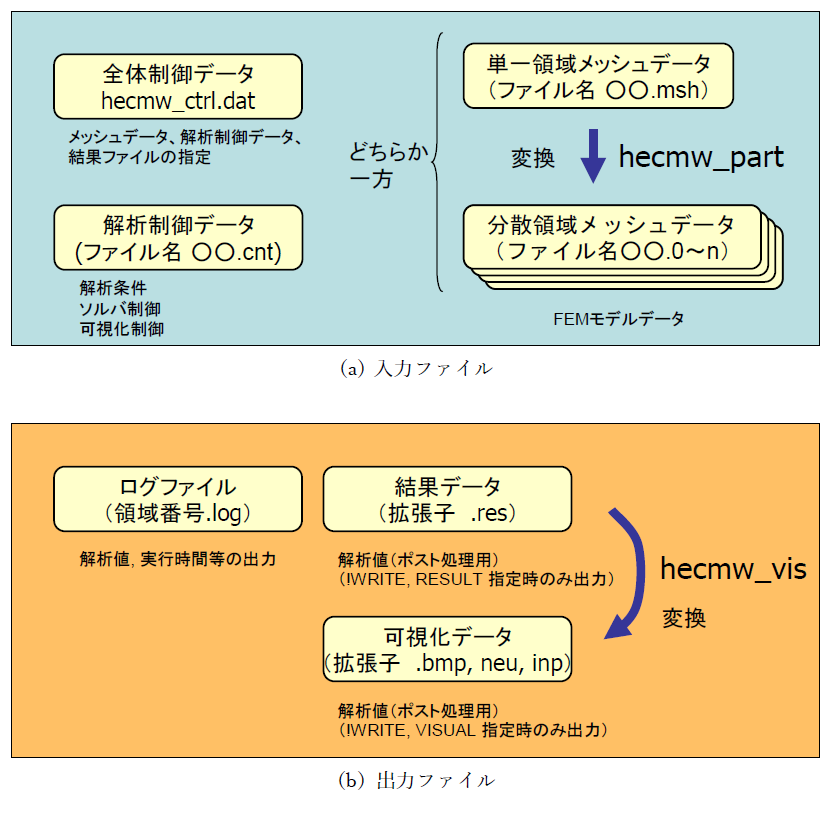 全体制御データ
hecmw_ctrl.dat
メッシュデータ、解析制御データ、
結果ファイルの指定
解析制御データ
(ファイル名 〇〇.cnt)
解析条件
ソルバ制御
可視化制御
どちらか
一方
単一領域メッシュデータ
(ファイル名 〇〇.msh)
変換
hecmw_part
分散領域メッシュデータ
(ファイル名〇〇.0～n)
FEMモデルデータ
(a) 入力ファイル
ログファイル
(領域番号.log)
解析値, 実行時間等の出力
結果データ
(拡張子 .res)
解析値(ポスト処理用)
(!WRITE, RESULT 指定時のみ出力)
hecmw_vis
変換
可視化データ
(拡張子 .bmp, neu, inp)
解析値(ポスト処理用)
(!WRITE, VISUAL 指定時のみ出力)
(b) 出力ファイル